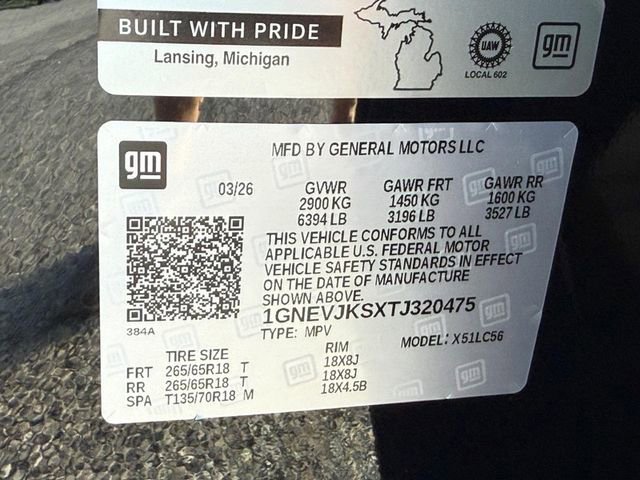 BUILT WITH PRIDE
Lansing, Michigan
UAW
LOCAL 602
gm
gm
MFD BY GENERAL MOTORS LLC
03/26 GVWR GAWR FRT GAWR RR
2900 KG 1450 KG 1600 KG
6394 LB 3196 LB 3527 LB
THIS VEHICLE CONFORMS TO ALL
APPLICABLE U.S. FEDERAL MOTOR
VEHICLE SAFETY STANDARDS IN EFFECT
ON THE DATE OF MANUFACTURE
SHOWN ABOVE.
384A
1GNEVJKSXTJ320475
TYPE: MPV MODEL: X51LC56
TIRE SIZE RIM
FRT 265/65R18 T 18X8J
RR 265/65R18 T 18X8J
SPA T135/70R18 M 18X4.5B